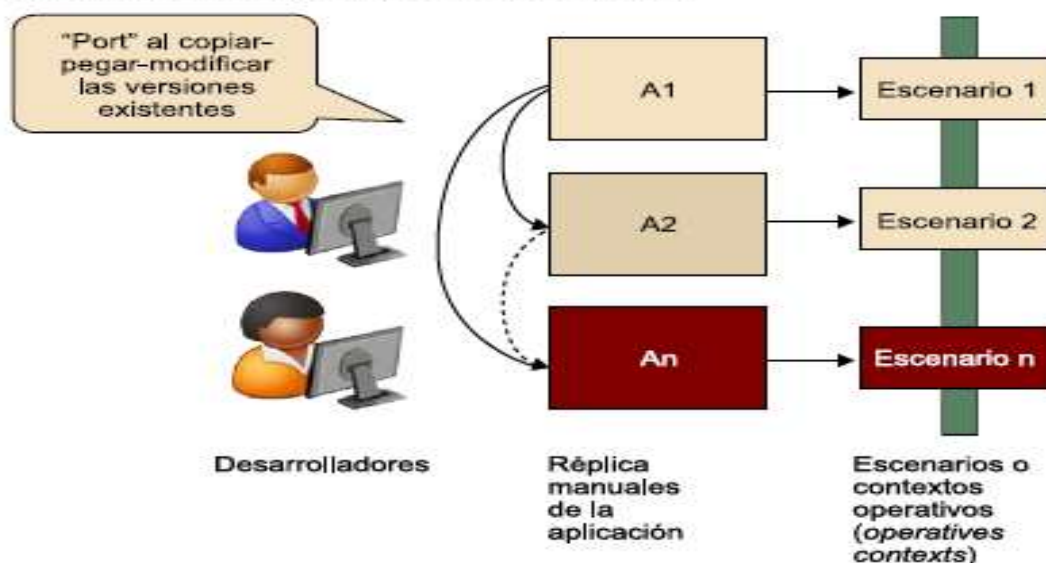 "Port" al copiar-
pegar-modificar
las versiones
existentes
A1
Escenario 1
A2
Escenario 2
An
Escenario n
Desarrolladores
Réplica
manuales
de la
aplicación
Escenarios o
contextos
operativos
(operatives
contexts)